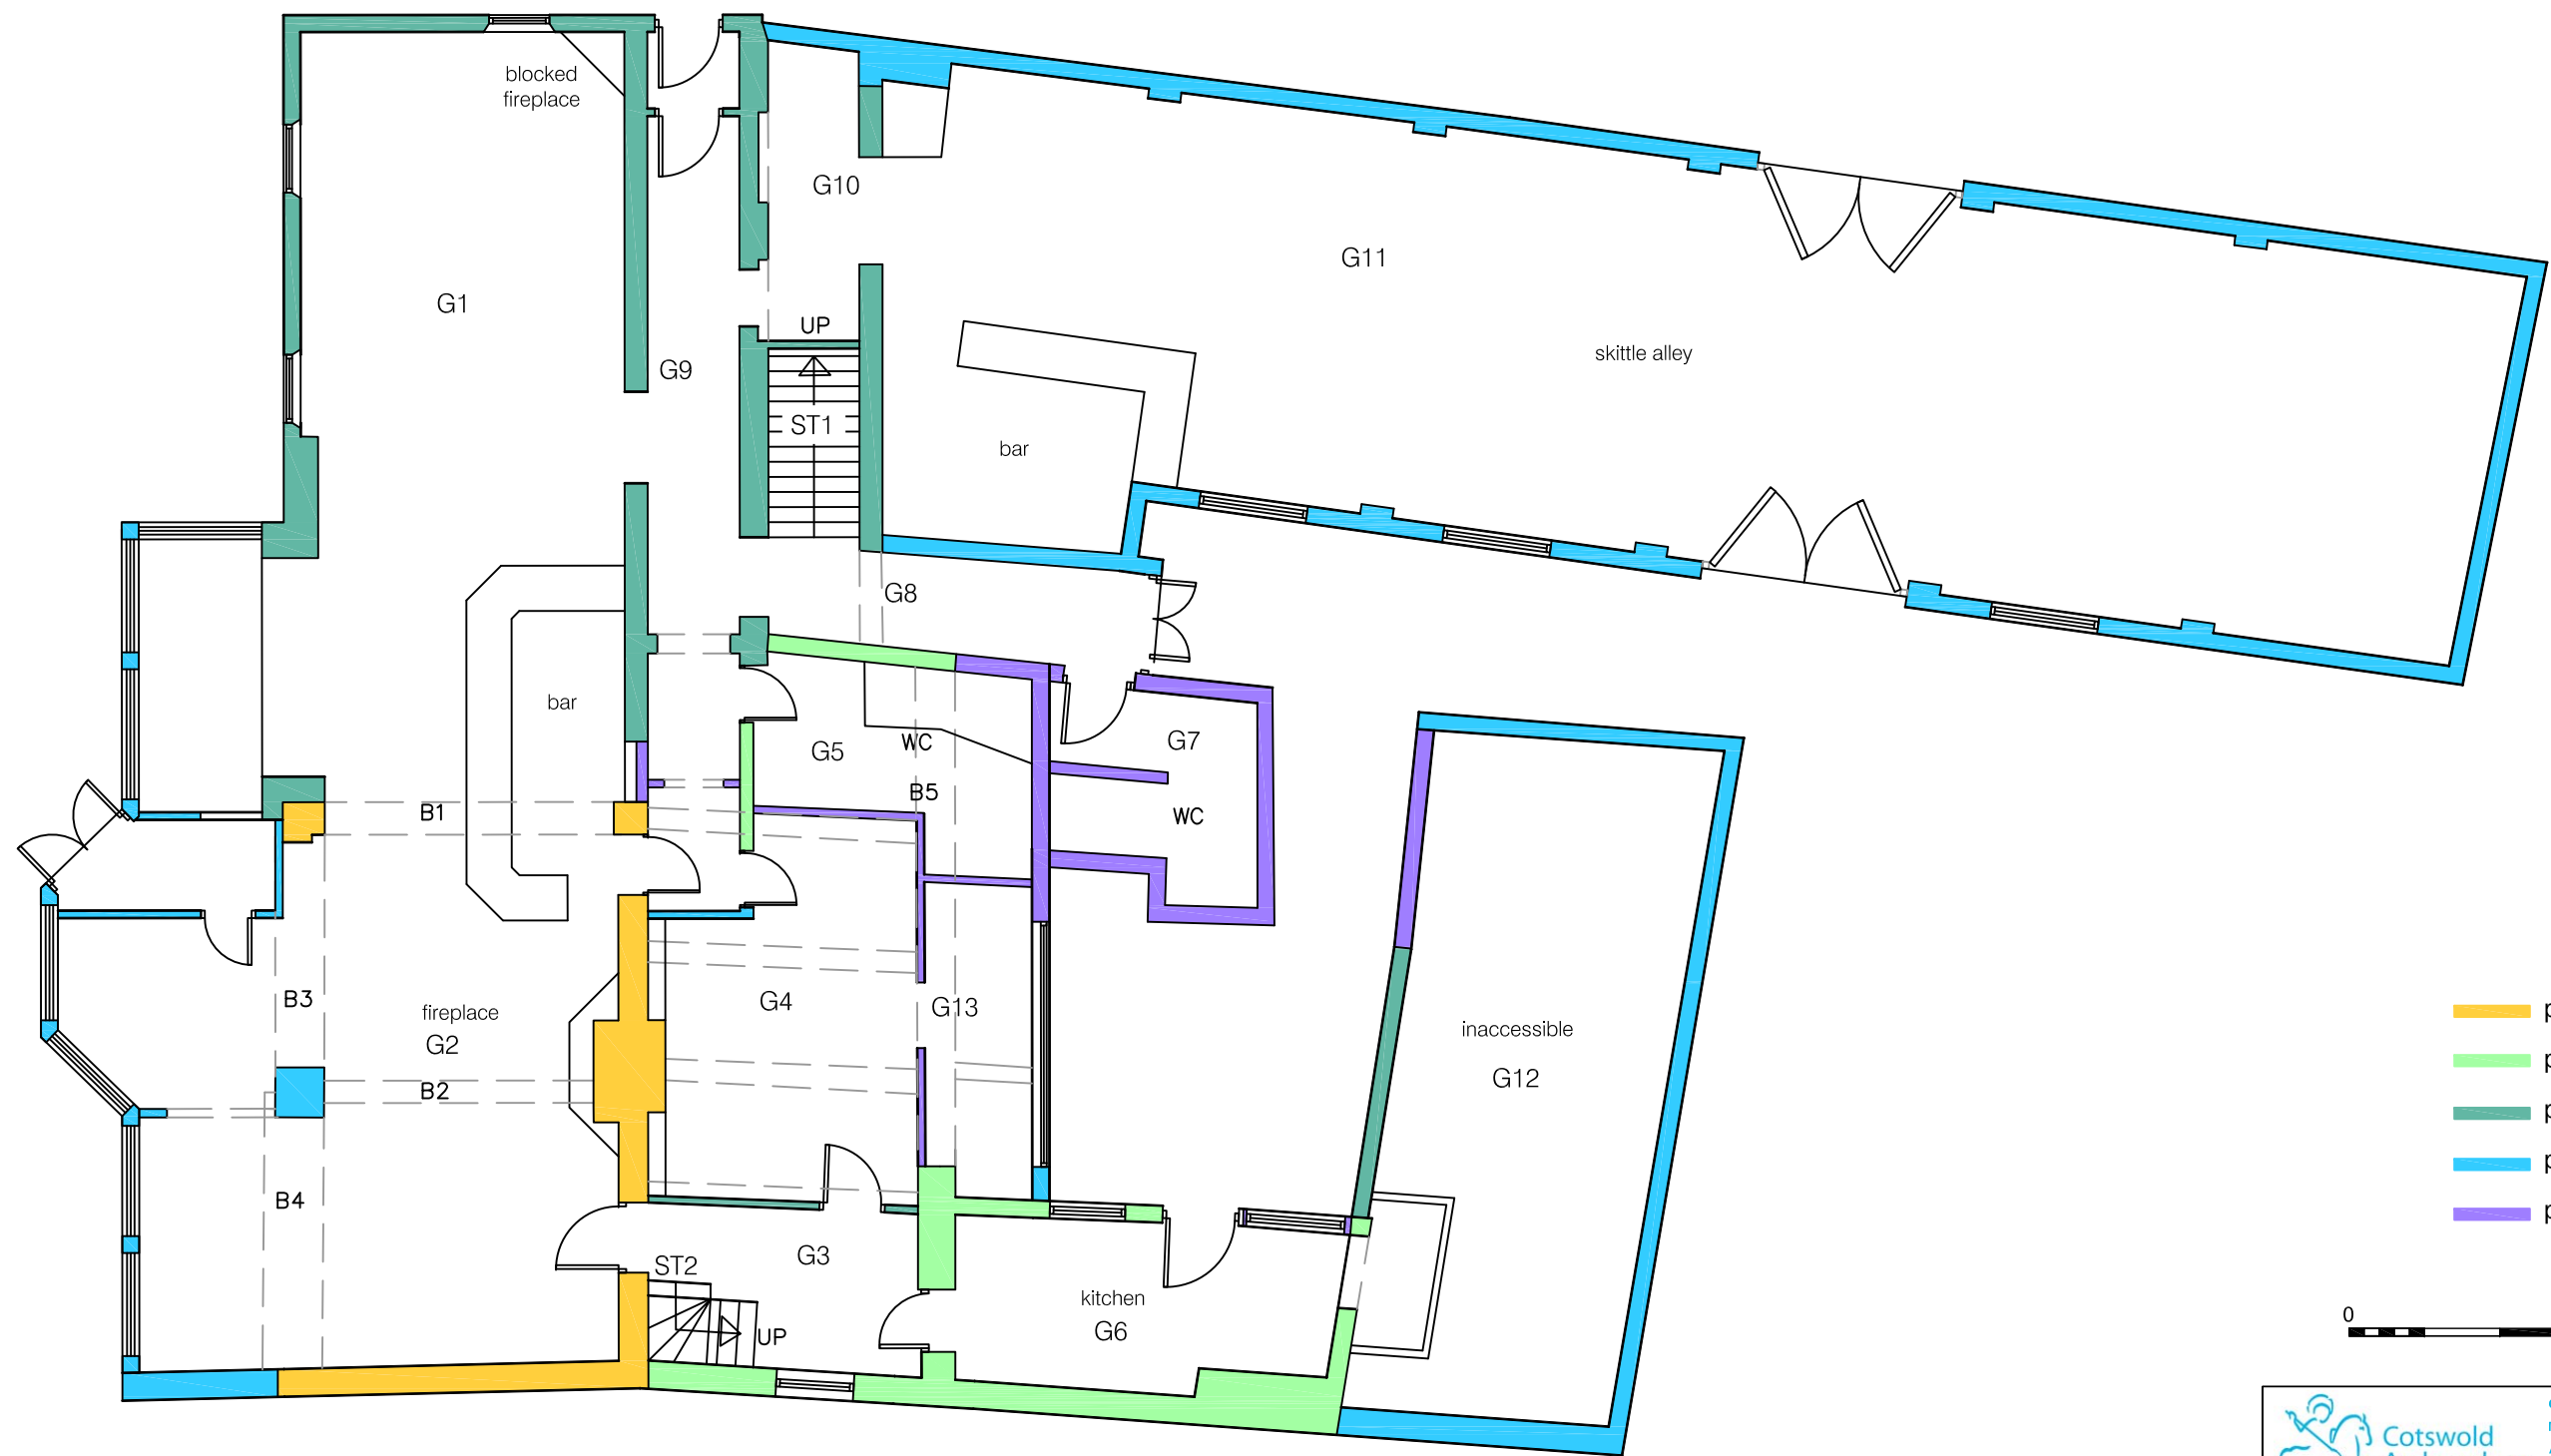 blocked
fireplace
G10
G11
G1
UP
skittle alley
G9
ST1
bar
G8
bar
G5
WC
G7
B5
B1
WC
B3
G4
G13
fireplace
G2
inaccessible
B2
G12
B4
G3
ST2
kitchen
G6
UP
p
p
p
p
p
0
Cotswold